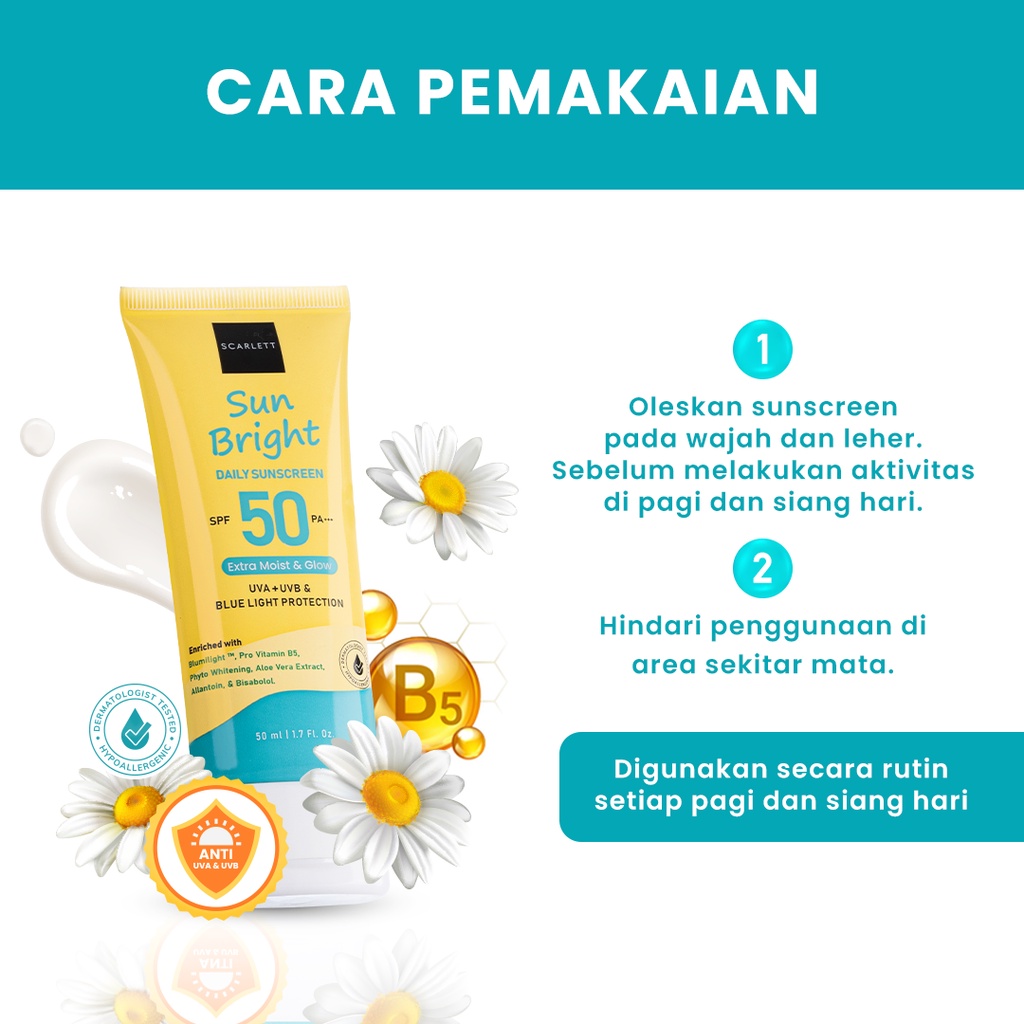 CARA PEMAKAIAN
SCARLETT
Sun
Bright
DAILY SUNSCREEN
SPF 50 PA+++
Extra Moist & Glow
UVA + UVB &
BLUE LIGHT PROTECTION
Enriched with
Blumilight ™, Pro Vitamin B5,
Phyto Whitening, Aloe Vera Extract,
Allantoin, & Bisabolol.
50 ml | 1.7 Fl. Oz.
B5
DERMATOLOGIST TESTED
HYPOALLERGENIC
ANTI
UVA & UVB
1
Oleskan sunscreen
pada wajah dan leher.
Sebelum melakukan aktivitas
di pagi dan siang hari.
2
Hindari penggunaan di
area sekitar mata.
Digunakan secara rutin
setiap pagi dan siang hari